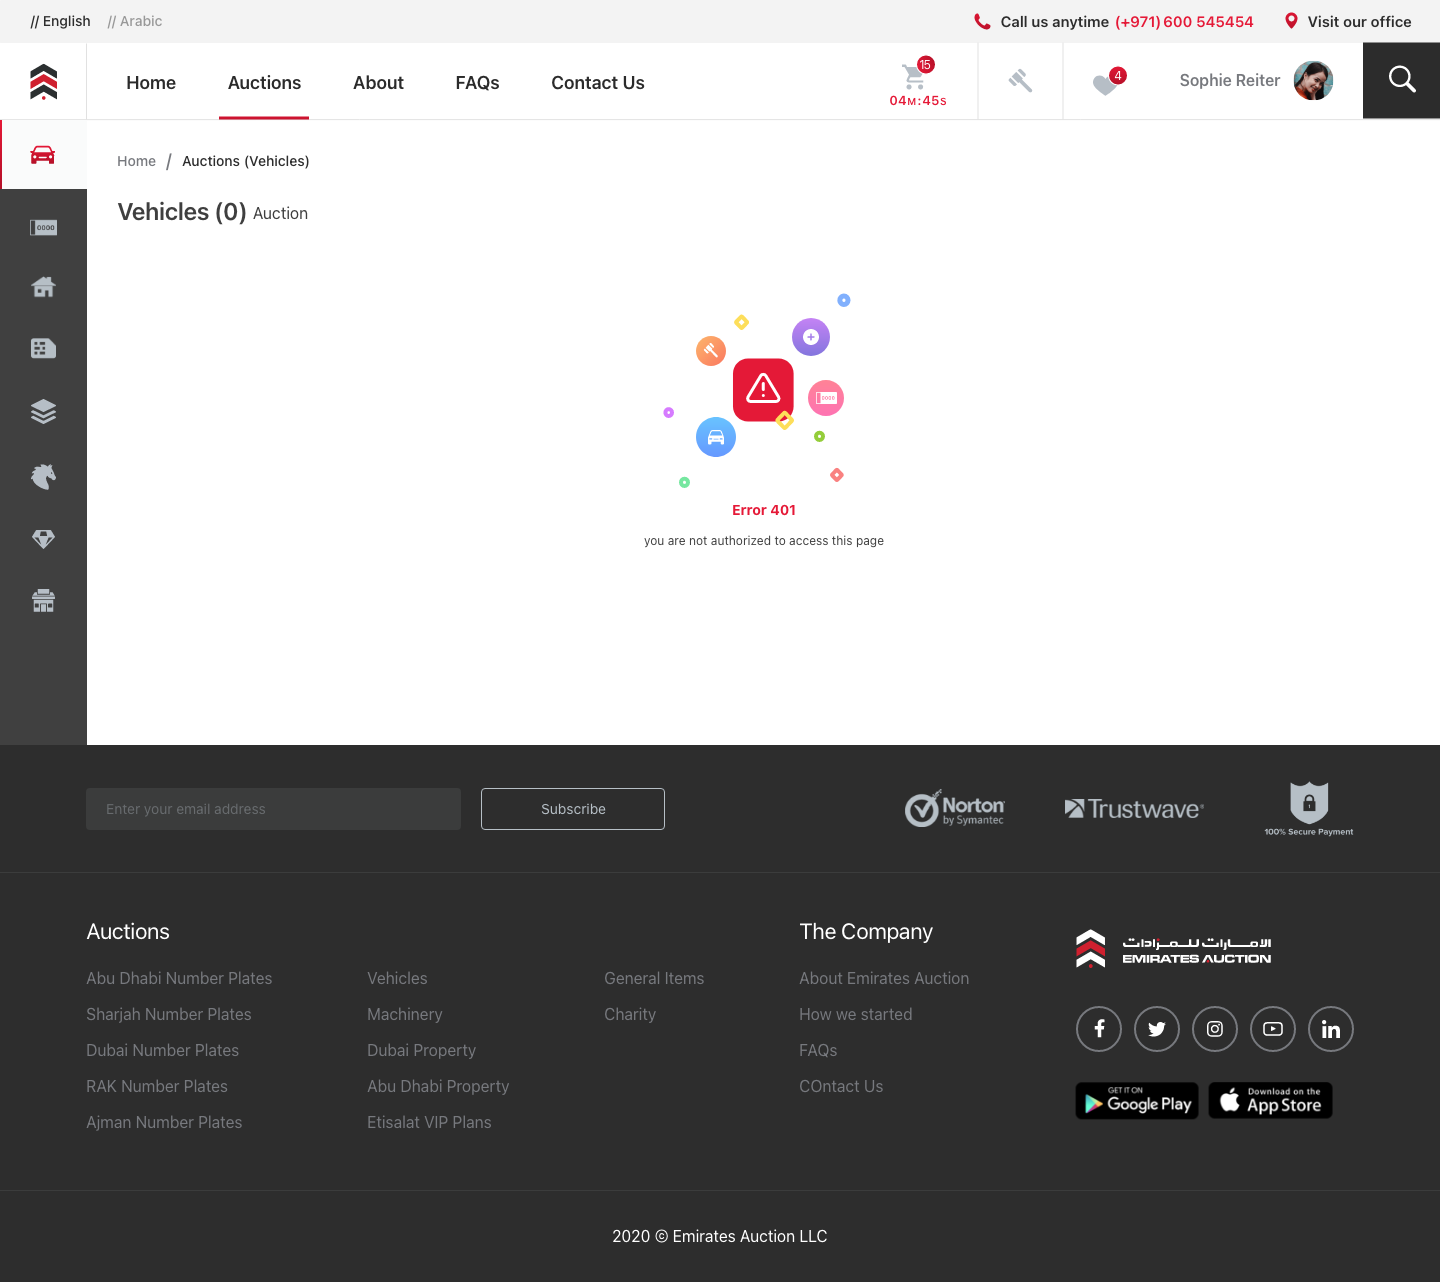 // English // Arabic
Call us anytime (+971) 600 545454 Visit our office
Home Auctions About FAQs Contact Us
15
04M:45S
4
Sophie Reiter
Home / Auctions (Vehicles)
Vehicles (0) Auction
0000
0000
Error 401
you are not authorized to access this page
Enter your email address
Subscribe
Norton
by Symantec
Trustwave®
100% Secure Payment
Auctions
Abu Dhabi Number Plates
Sharjah Number Plates
Dubai Number Plates
RAK Number Plates
Ajman Number Plates
Vehicles
Machinery
Dubai Property
Abu Dhabi Property
Etisalat VIP Plans
General Items
Charity
The Company
About Emirates Auction
How we started
FAQs
COntact Us
الامارات للمزادات
EMIRATES AUCTION
GET IT ON
Google Play
Download on the
App Store
2020 © Emirates Auction LLC